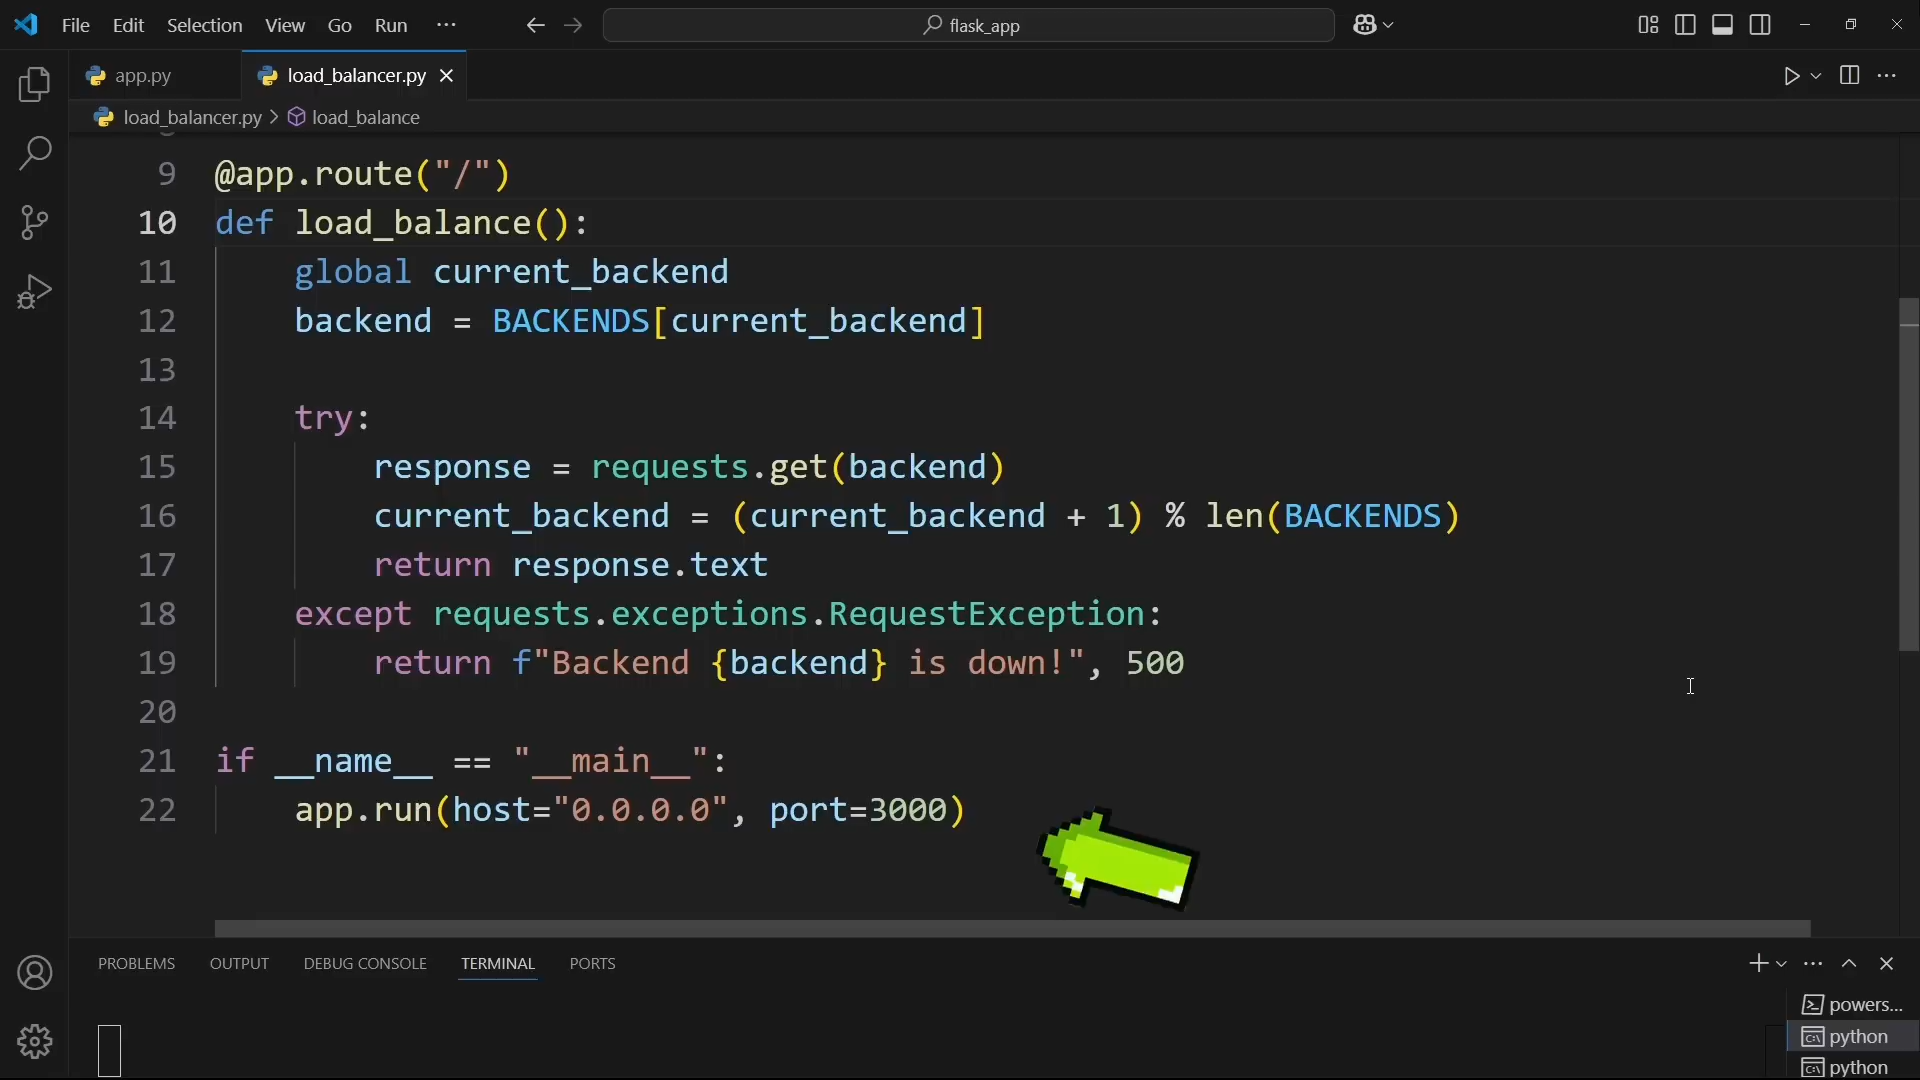 File Edit Selection View Go Run ···
flask_app
app.py
load_balancer.py
load_balancer.py > load_balance
9 @app.route("/")
10 def load_balance():
11 global current_backend
12 backend = BACKENDS[current_backend]
13
14 try:
15 response = requests.get(backend)
16 current_backend = (current_backend + 1) % len(BACKENDS)
17 return response.text
18 except requests.exceptions.RequestException:
19 return f"Backend {backend} is down!", 500
20
21 if __name__ == "__main__":
22 app.run(host="0.0.0.0", port=3000)
PROBLEMS OUTPUT DEBUG CONSOLE TERMINAL PORTS
powers...
python
python